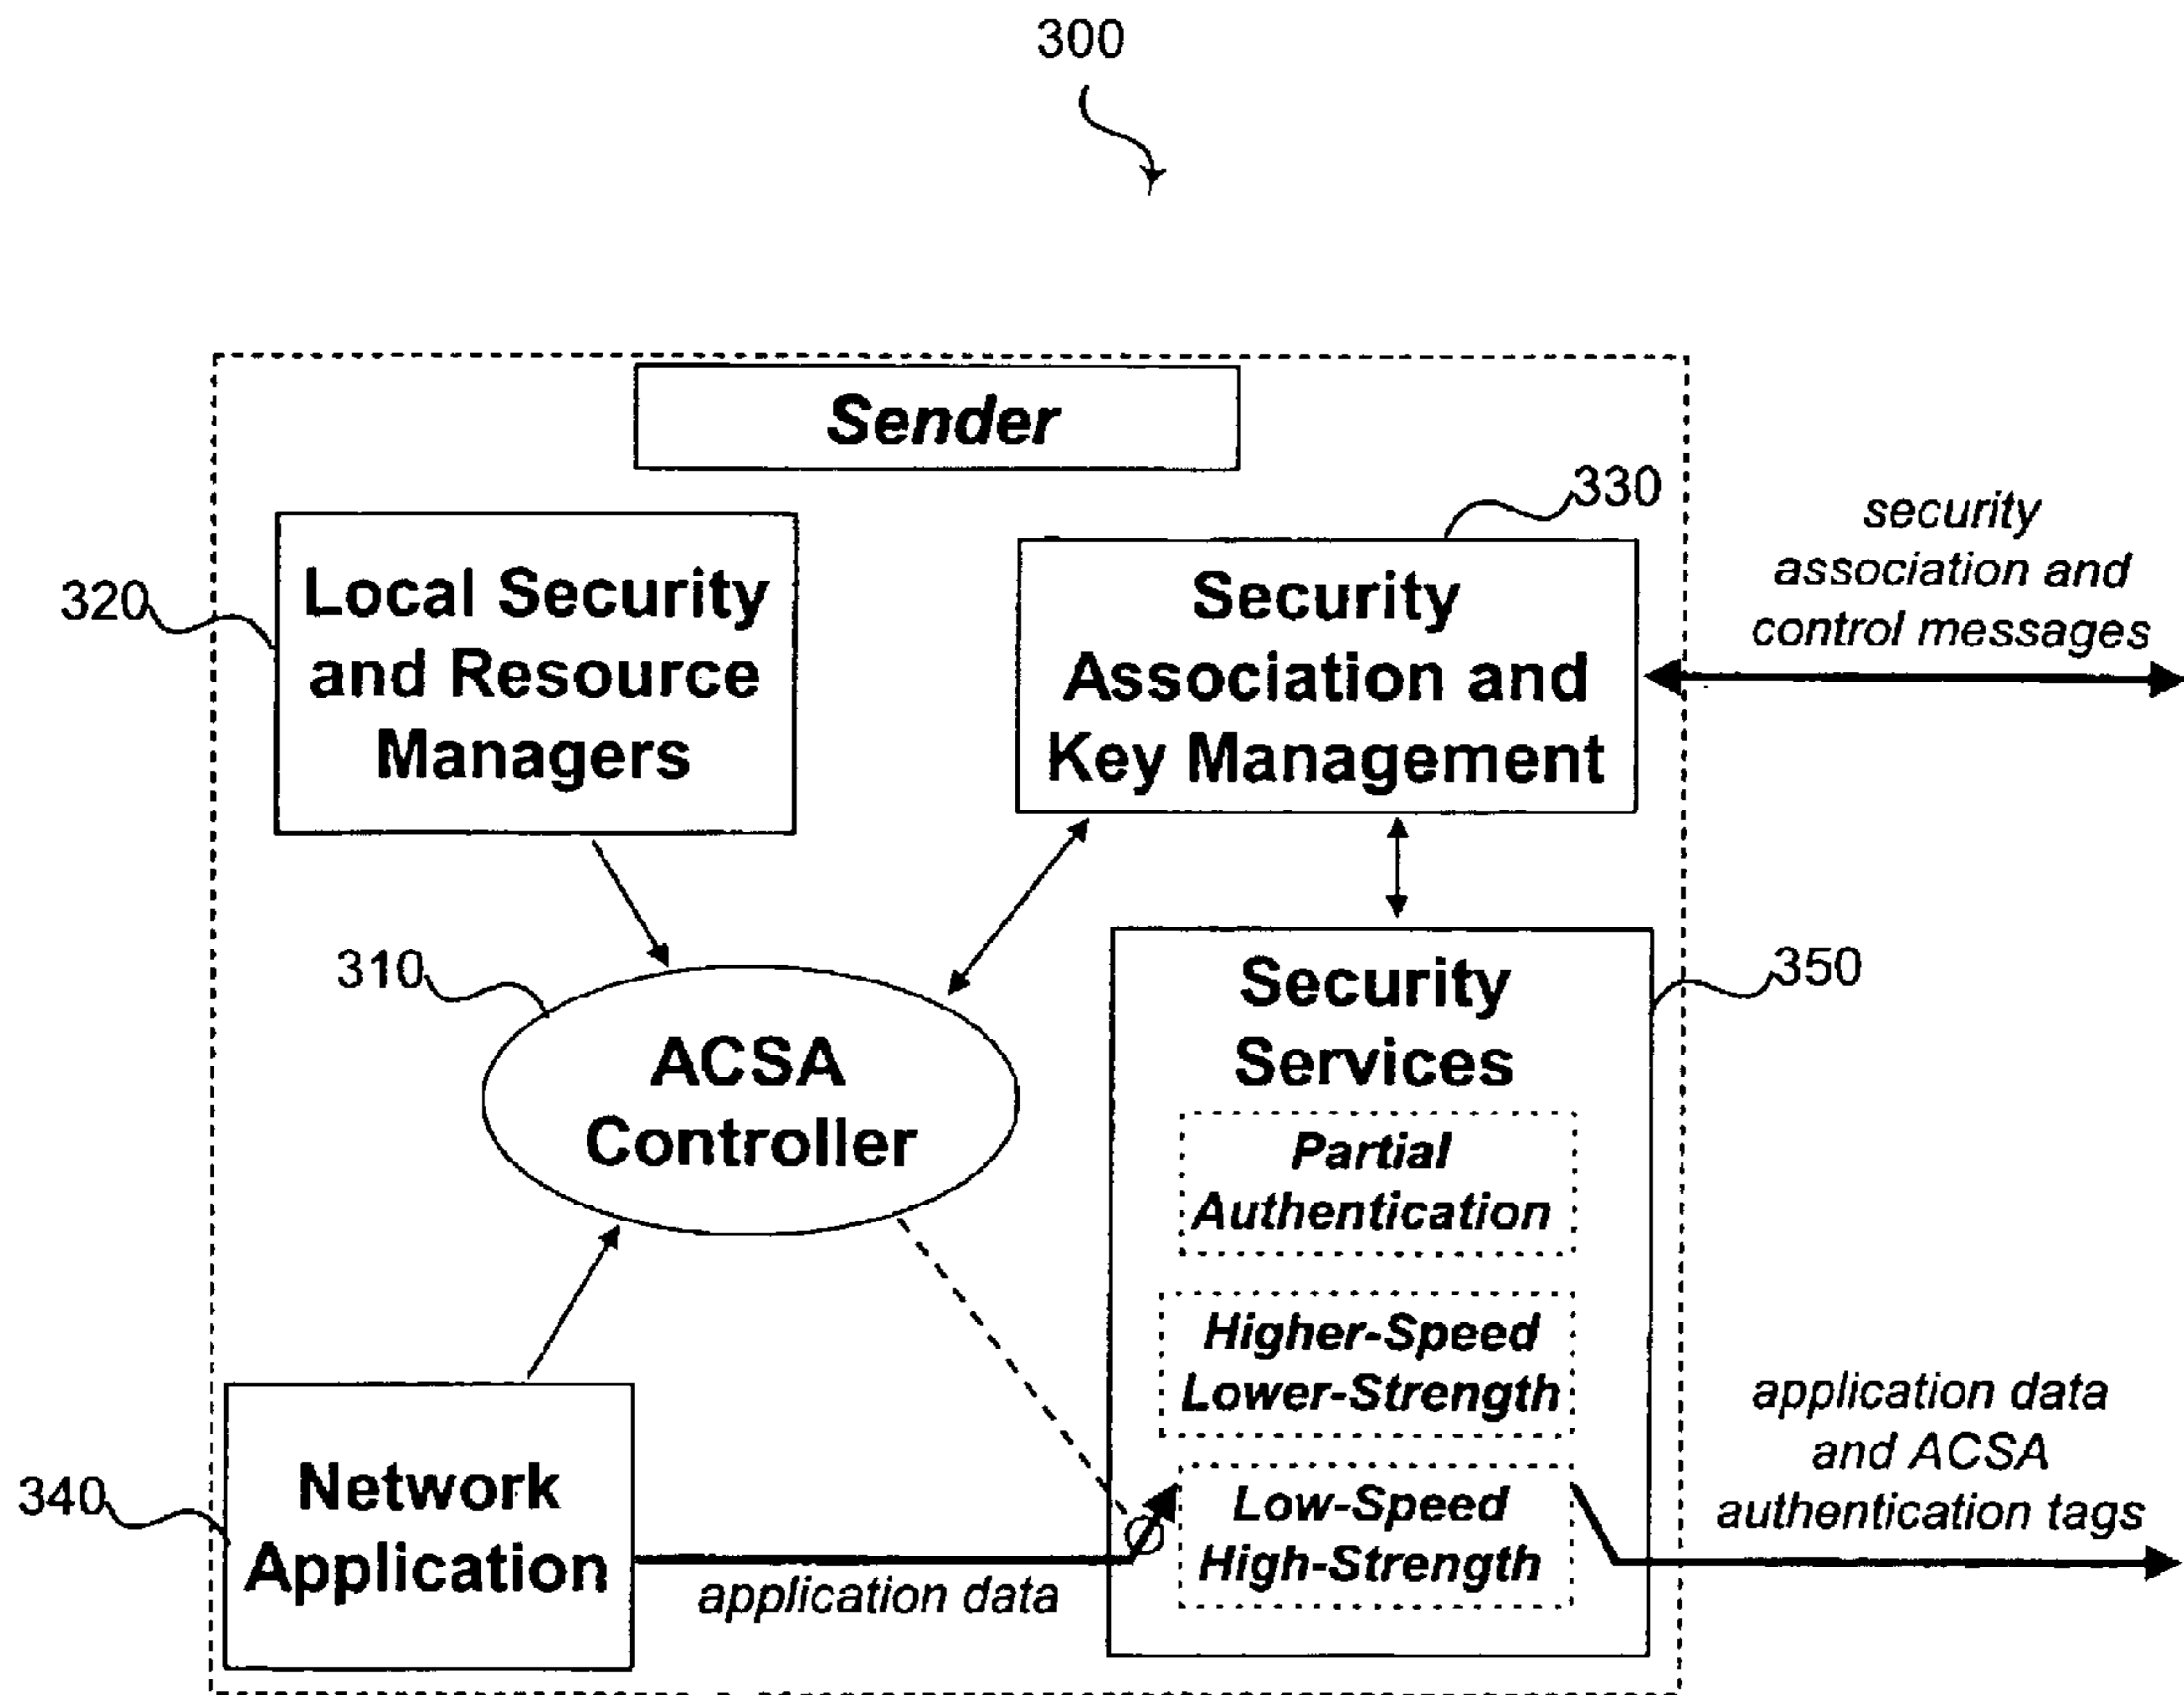 300
Sender
330
security
association and
control messages
320
Local Security
and Resource
Managers
Security
Association and
Key Management
310
ACSA
Controller
350
Security
Services
Partial
Authentication
Higher-Speed
Lower-Strength
Low-Speed
High-Strength
340
Network
Application
application data
application data
and ACSA
authentication tags